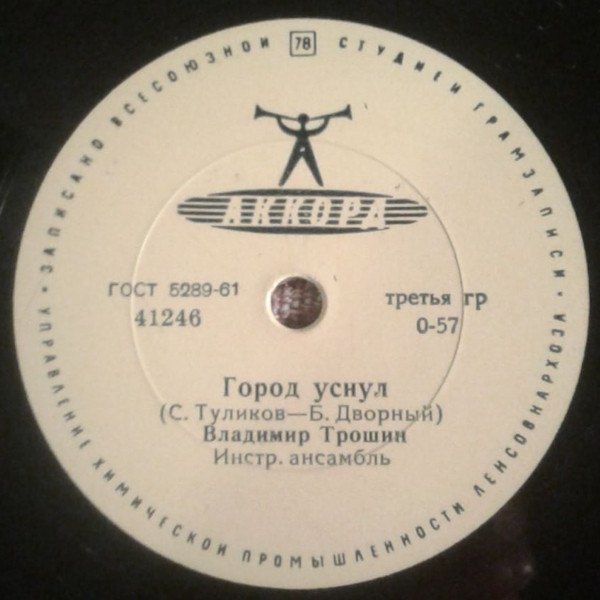 ЗАПИСАНО ВСЕСОЮЗНОЙ 78 СТУДИЕЙ ГРАМЗАПИСИ
АККОРД
ГОСТ 5289-61
41246
третья гр
0-57
Город уснул
(С. Туликов—Б. Дворный)
Владимир Трошин
Инстр. ансамбль
УПРАВЛЕНИЕ ХИМИЧЕСКОЙ ПРОМЫШЛЕННОСТИ ЛЕНСОВНАРХОЗА